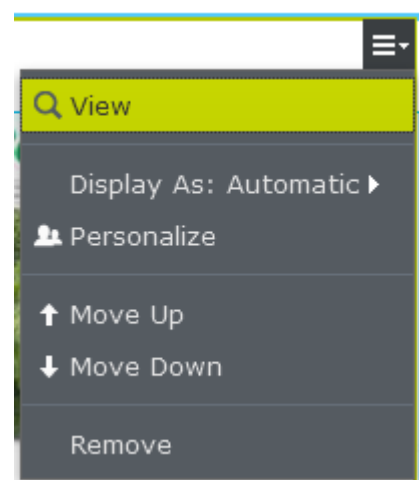 View
Display As: Automatic
Personalize
Move Up
Move Down
Remove